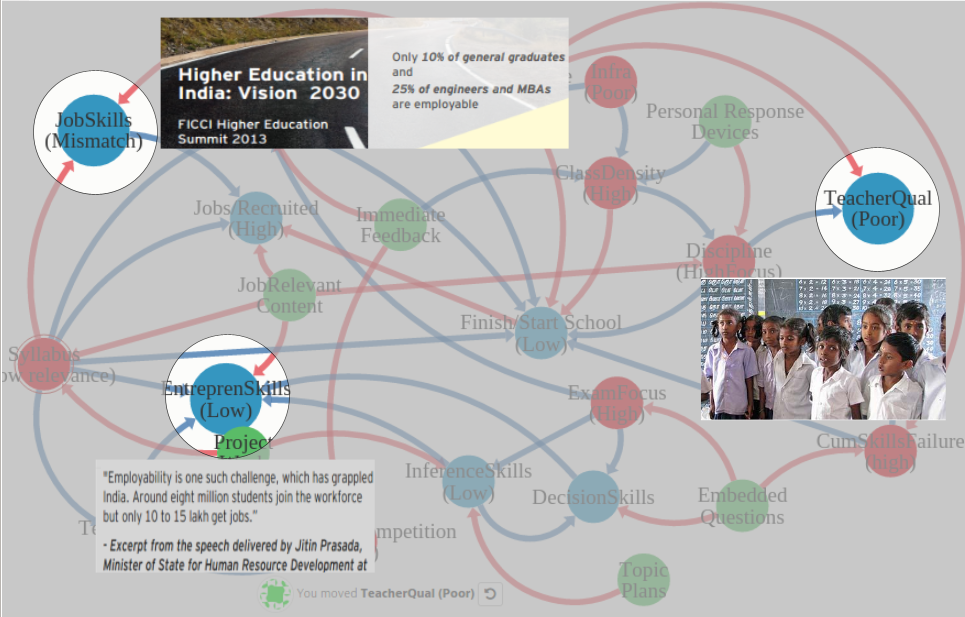 Higher Education in
India: Vision 2030
FICCI Higher Education
Summit 2013
Only 10% of general graduates
and
25% of engineers and MBAs
are employable
JobSkills
(Mismatch)
Infra
(Poor)
Personal Response
Devices
ClassDensity
(High)
TeacherQual
(Poor)
Jobs/Recruited
(High)
Immediate
Feedback
Discipline
(HighFocus)
JobRelevant
Content
Finish/Start School
(Low)
Syllabus
ow relevance)
EntreprenSkills
(Low)
Project
ExamFocus
(High)
CumSkillsFailure
(high)
InferenceSkills
(Low)
DecisionSkills
Embedded
Questions
"Employability is one such challenge, which has grappled
India. Around eight million students join the workforce
but only 10 to 15 lakh get jobs."
- Excerpt from the speech delivered by Jitin Prasada,
Minister of State for Human Resource Development at
Te
mpetition
Topic
Plans
You moved TeacherQual (Poor)